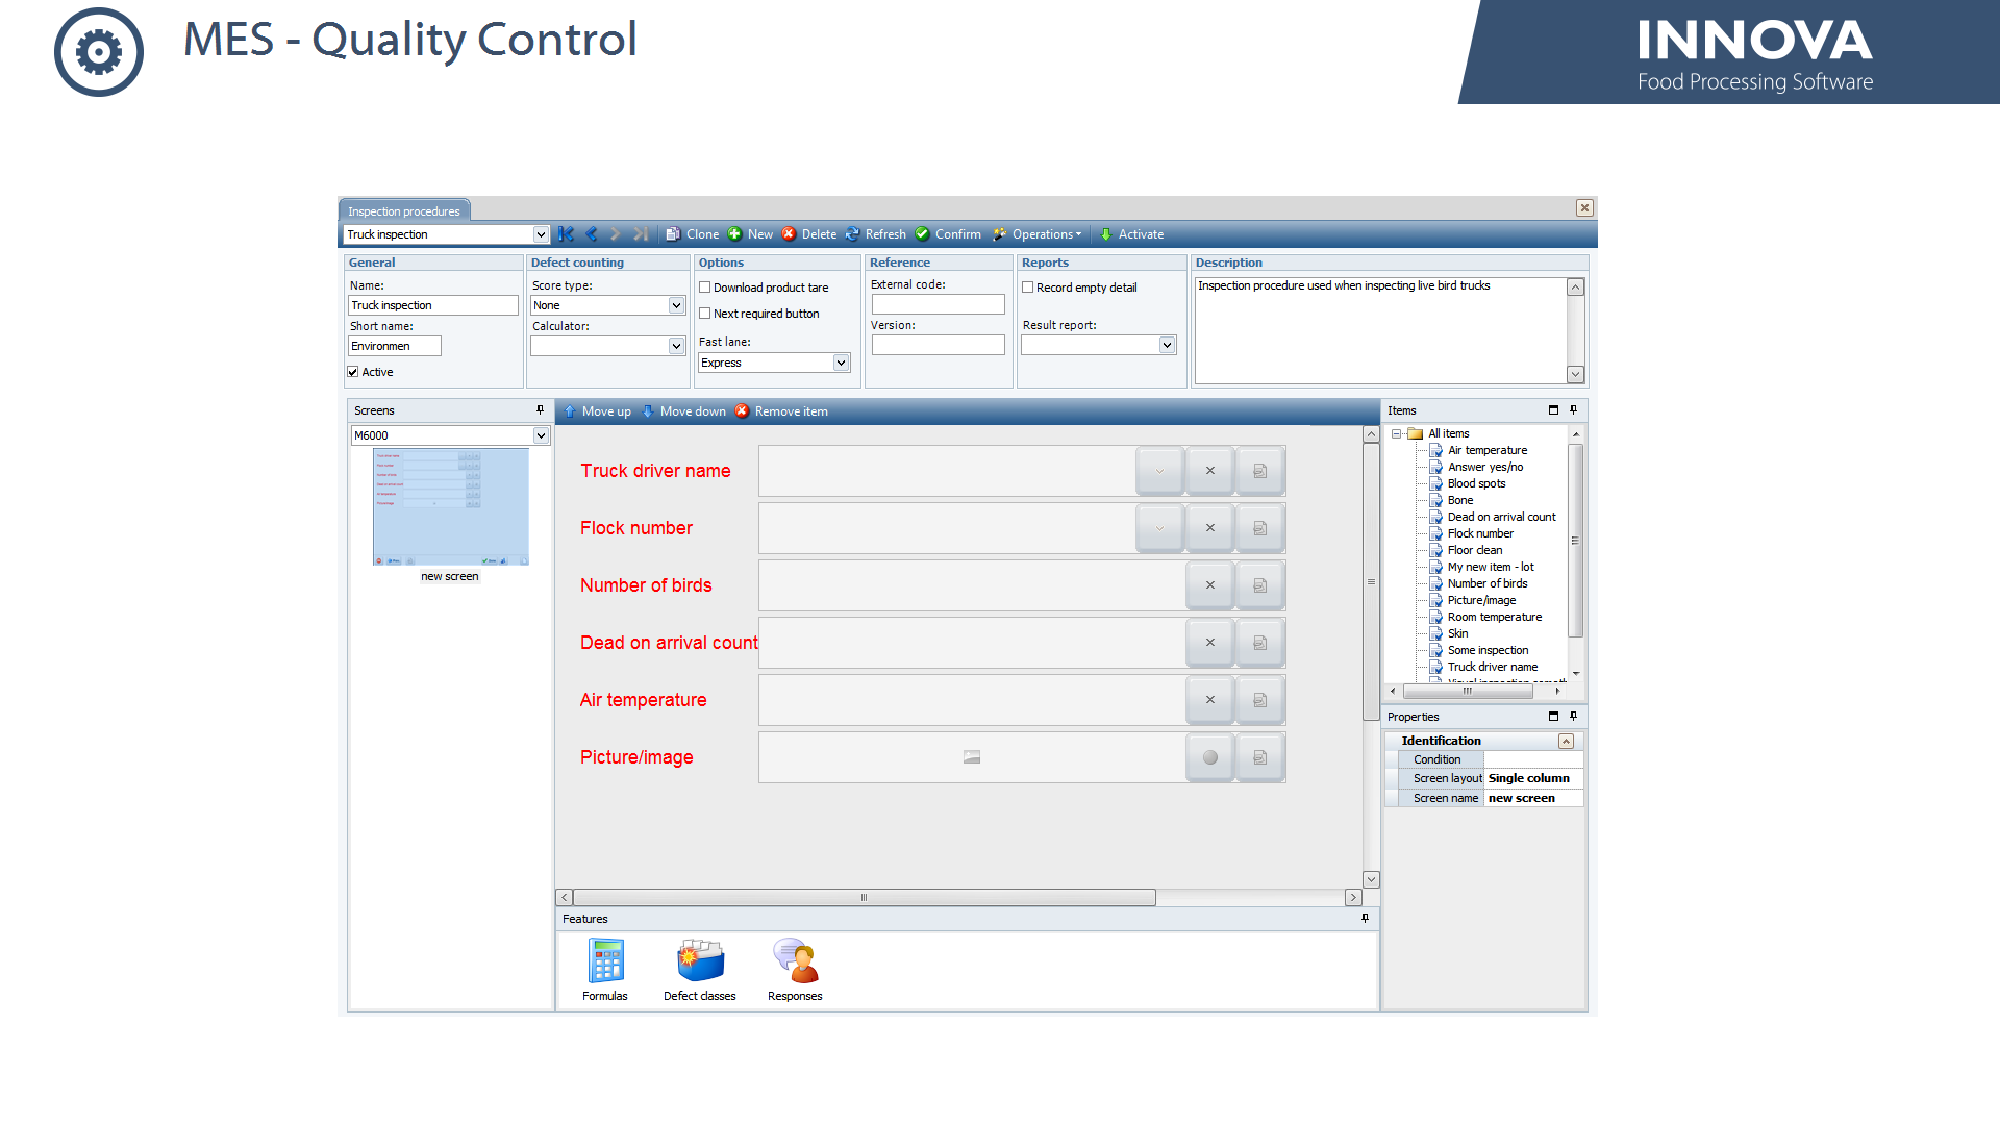 MES - Quality Control
INNOVA
Food Processing Software
Inspection procedures
Truck inspection
Clone New Delete Refresh Confirm Operations Activate
General
Name:
Truck inspection
Short name:
Environmen
Active
Defect counting
Score type:
None
Calculator:
Options
Download product tare
Next required button
Fast lane:
Express
Reference
External code:
Version:
Reports
Record empty detail
Result report:
Description
Inspection procedure used when inspecting live bird trucks
Screens
M6000
new screen
Move up Move down Remove item
Truck driver name
Flock number
Number of birds
Dead on arrival count
Air temperature
Picture/image
Features
Formulas
Defect classes
Responses
Items
All items
Air temperature
Answer yes/no
Blood spots
Bone
Dead on arrival count
Flock number
Floor clean
My new item - lot
Number of birds
Picture/image
Room temperature
Skin
Some inspection
Truck driver name
Properties
Identification
Condition
Screen layout Single column
Screen name new screen